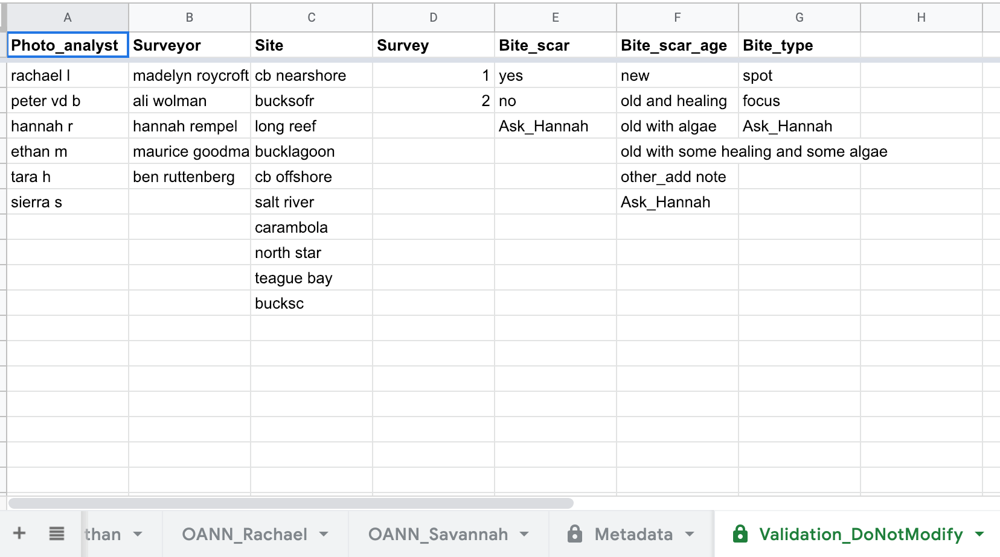 A B C D E F G H
Photo_analyst Surveyor Site Survey Bite_scar Bite_scar_age Bite_type
rachael l madelyn roycroft cb nearshore 1 yes new spot
peter vd b ali wolman bucksofr 2 no old and healing focus
hannah r hannah rempel long reef Ask_Hannah old with algae Ask_Hannah
ethan m maurice goodma bucklagoon old with some healing and some algae
tara h ben ruttenberg cb offshore other_add note
sierra s salt river Ask_Hannah
carambola
north star
teague bay
bucksc
than OANN_Rachael OANN_Savannah Metadata Validation_DoNotModify